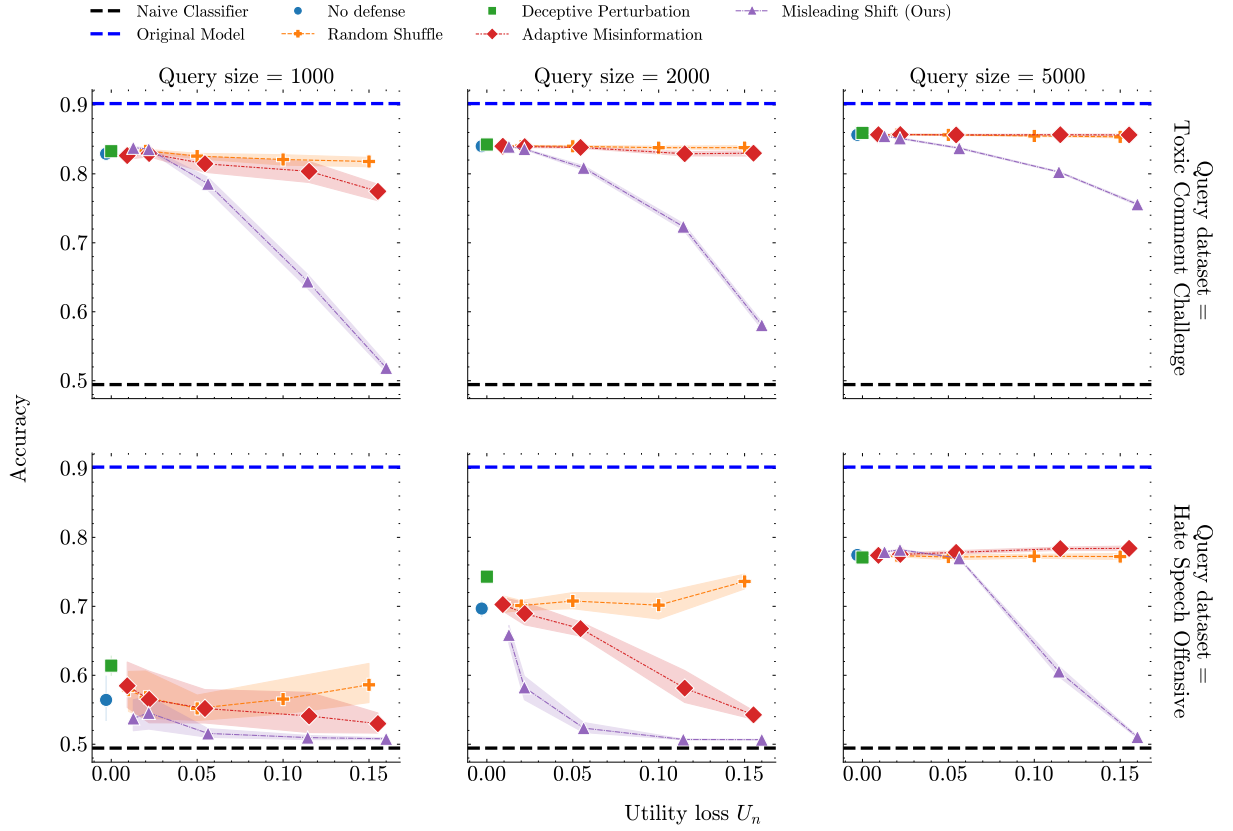 Naive Classifier
Original Model
No defense
Random Shuffle
Deceptive Perturbation
Adaptive Misinformation
Misleading Shift (Ours)
Query size = 1000
Query size = 2000
Query size = 5000
0.9
0.8
0.7
0.6
0.5
Query dataset =
Toxic Comment Challenge
Accuracy
0.9
0.8
0.7
0.6
0.5
Query dataset =
Hate Speech Offensive
0.00 0.05 0.10 0.15
0.00 0.05 0.10 0.15
0.00 0.05 0.10 0.15
Utility loss Uₙ